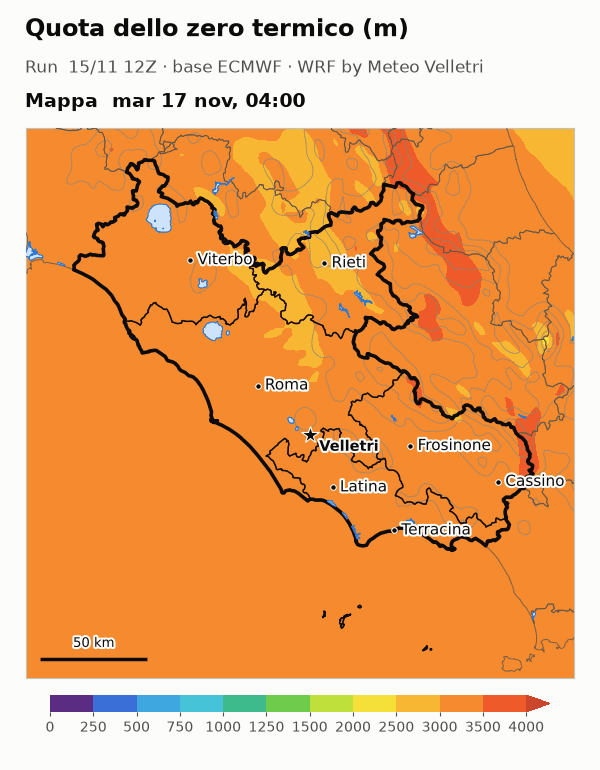 Quota dello zero termico (m)
Run  15/11 12Z · base ECMWF · WRF by Meteo Velletri
Mappa  mar 17 nov, 04:00
Viterbo
Rieti
Roma
Velletri
Frosinone
Latina
Cassino
Terracina
50 km
0 250 500 750 1000 1250 1500 2000 2500 3000 3500 4000